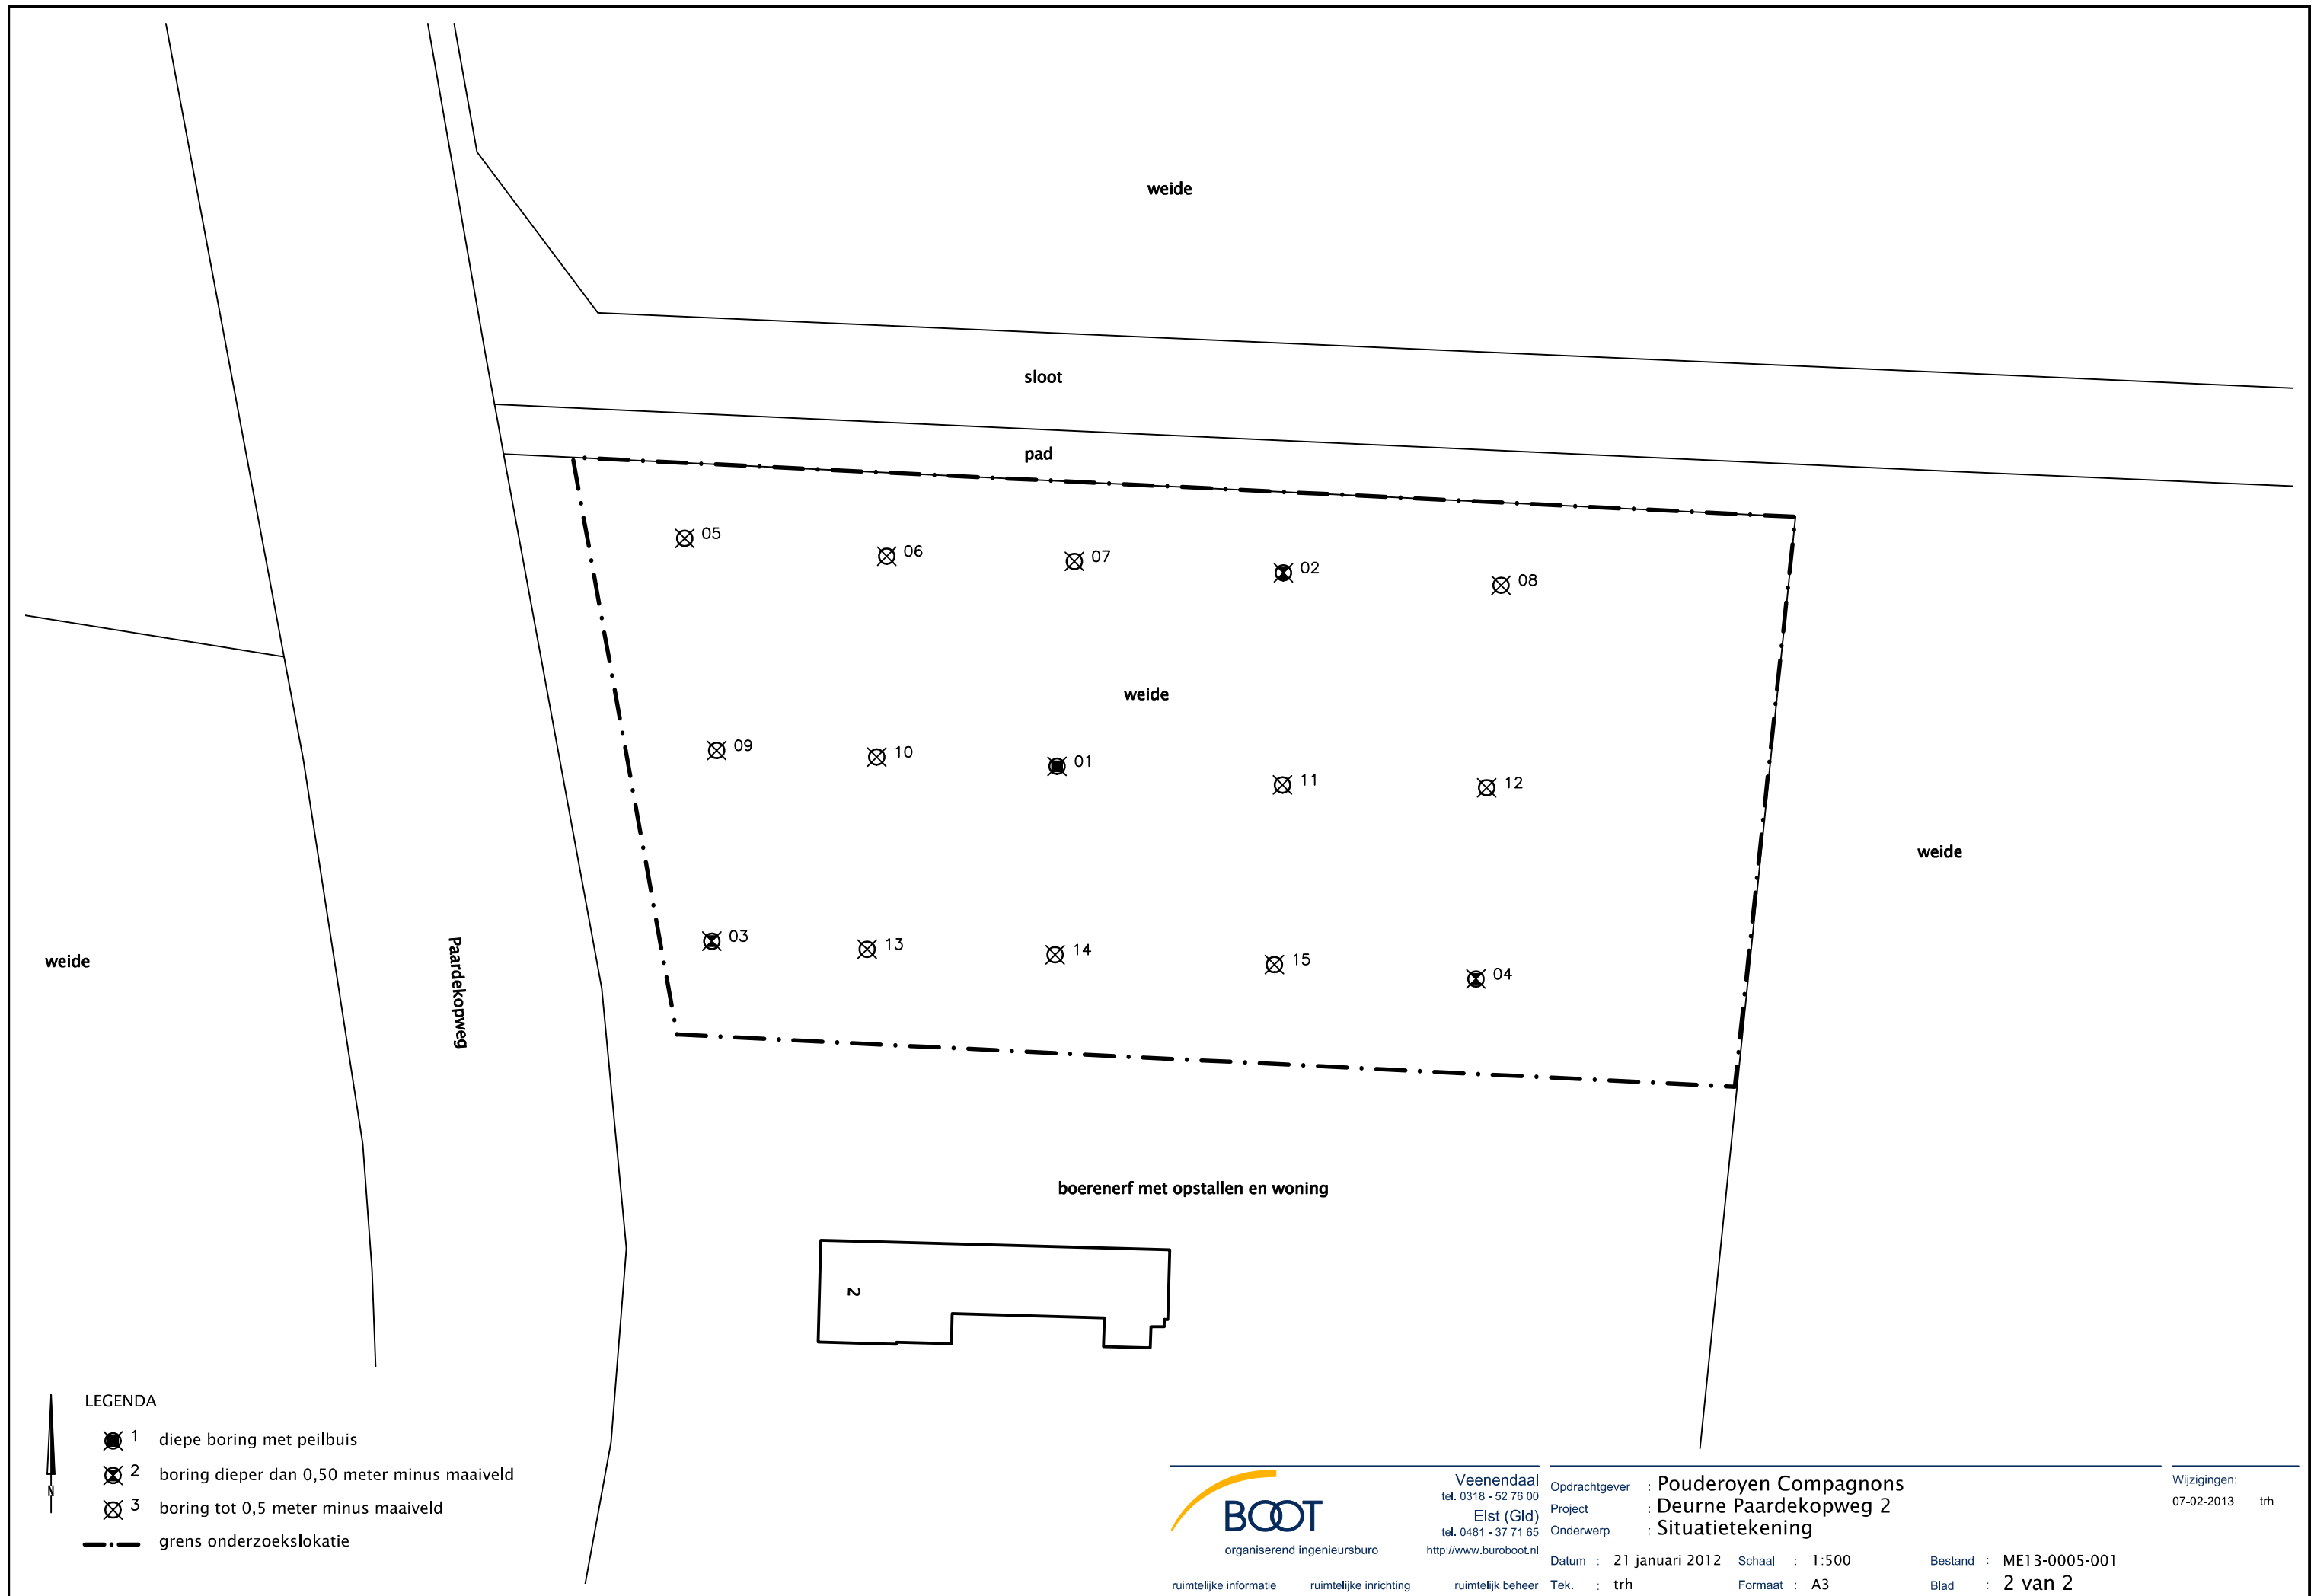 weide
sloot
pad
05
06
07
02
08
weide
09
10
01
11
12
weide
03
13
14
15
04
weide
Paardekopweg
boerenerf met opstallen en woning
2
LEGENDA
1 diepe boring met peilbuis
2 boring dieper dan 0,50 meter minus maaiveld
3 boring tot 0,5 meter minus maaiveld
grens onderzoekslokatie
N
BOOT
organiserend ingenieursburo
Veenendaal
tel. 0318 - 52 76 00
Elst (Gld)
tel. 0481 - 37 71 65
http://www.buroboot.nl
ruimtelijke informatie ruimtelijke inrichting ruimtelijk beheer
Opdrachtgever : Pouderoyen Compagnons
Project : Deurne Paardekopweg 2
Onderwerp : Situatietekening
Datum : 21 januari 2012 Schaal : 1:500 Bestand : ME13-0005-001
Tek. : trh Formaat : A3 Blad : 2 van 2
Wijzigingen:
07-02-2013 trh